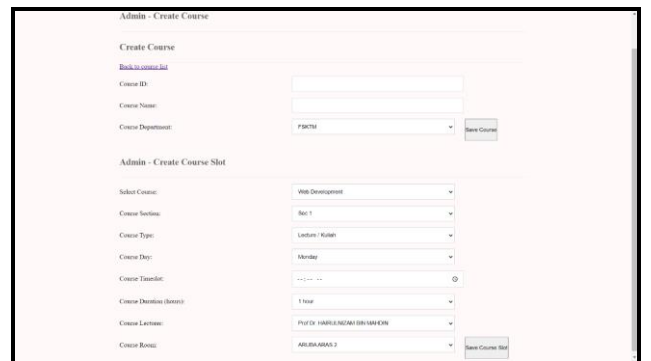 Admin - Create Course
Create Course
Back to course list
Course ID:
Course Name:
Course Department: FSKTM Save Course
Admin - Create Course Slot
Select Course: Web Development
Course Section: Sec 1
Course Type: Lecture / Kuliah
Course Day: Monday
Course Timeslot: --:-- --
Course Duration (hours): 1 hour
Course Lecturer: Prof Dr. HAIRULNIZAM BIN MAHDIN
Course Room: ARUBA ARAS 2 Save Course Slot